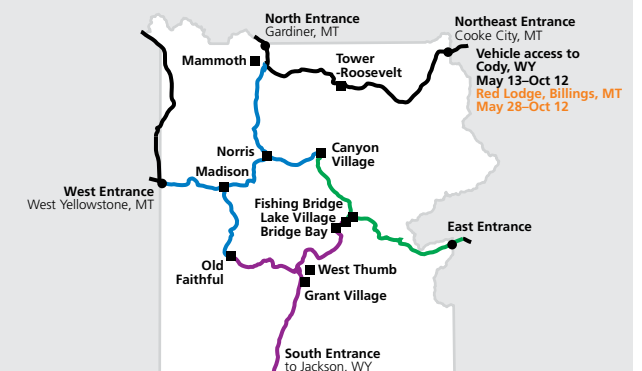 North Entrance
Gardiner, MT
Northeast Entrance
Cooke City, MT
Mammoth
Tower
-Roosevelt
Vehicle access to
Cody, WY
May 13–Oct 12
Red Lodge, Billings, MT
May 28–Oct 12
Norris
Canyon
Village
Madison
West Entrance
West Yellowstone, MT
Fishing Bridge
Lake Village
Bridge Bay
East Entrance
Old
Faithful
West Thumb
Grant Village
South Entrance
to Jackson, WY